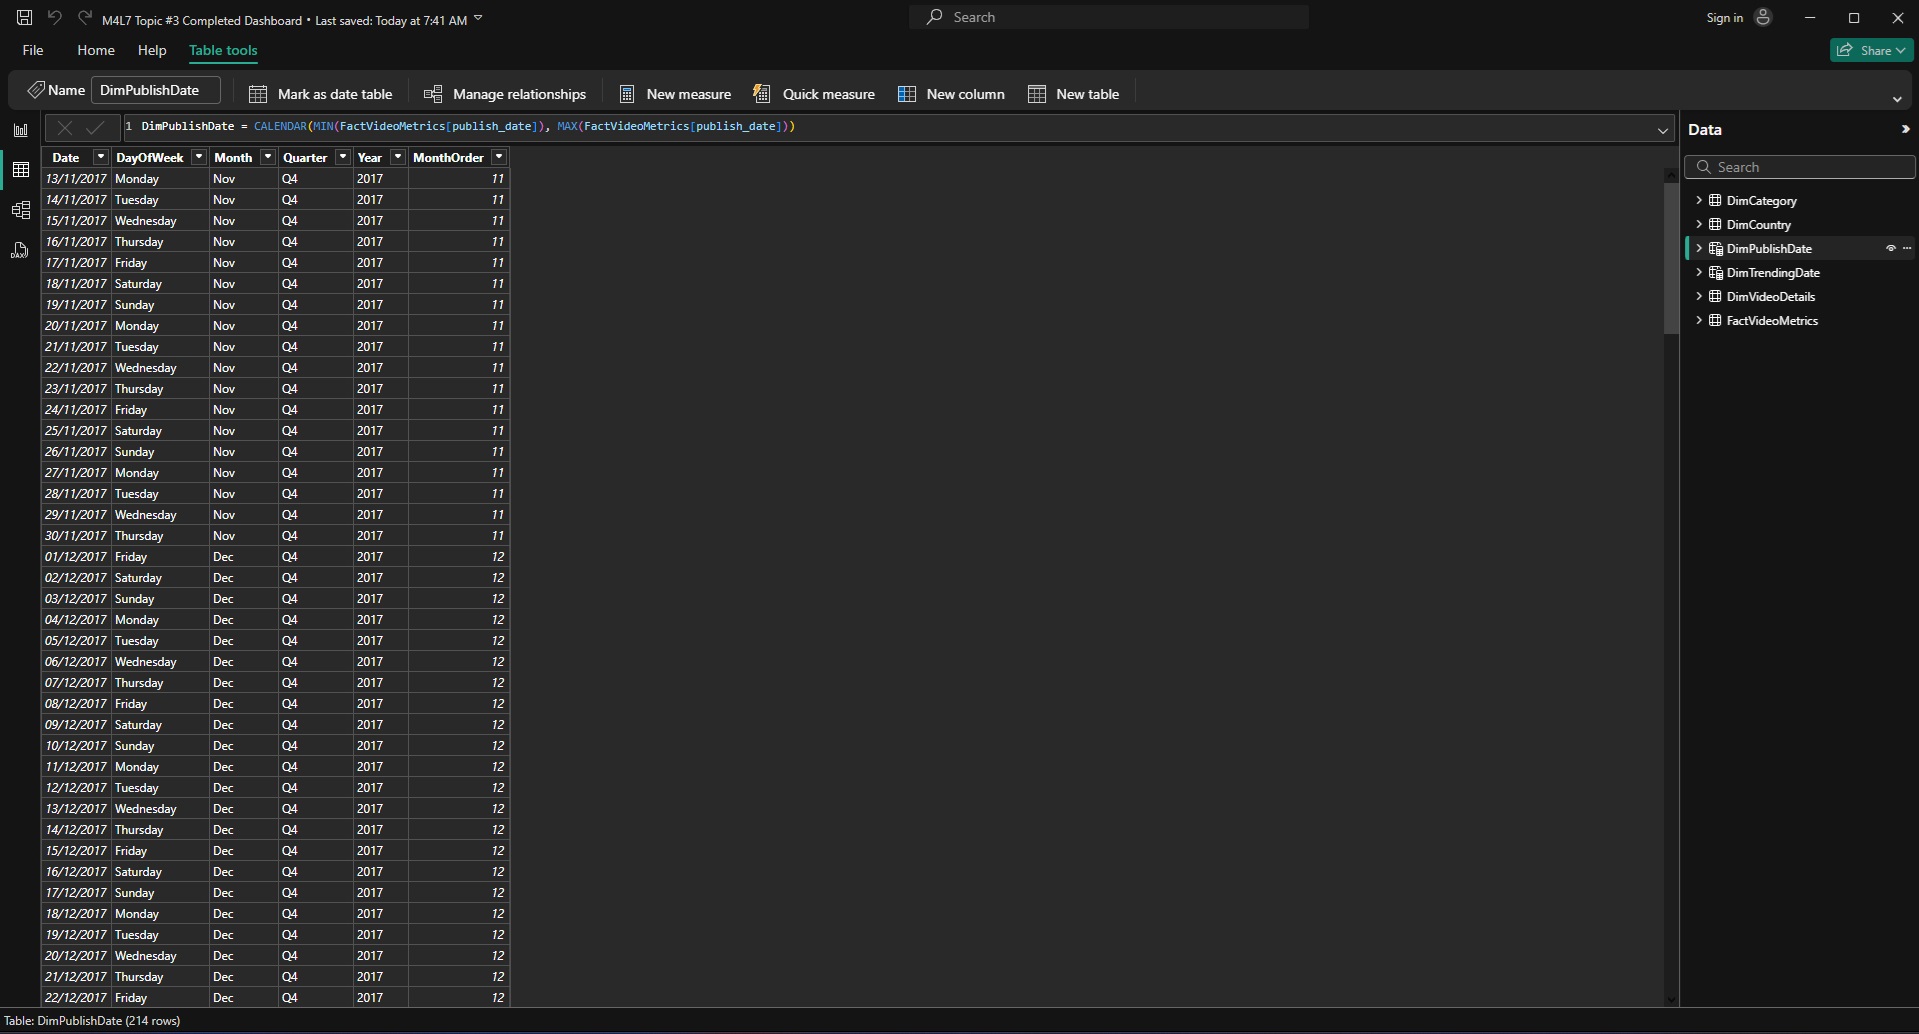 M4L7 Topic #3 Completed Dashboard • Last saved: Today at 7:41 AM
Search
Sign in
File Home Help Table tools
Share
Name DimPublishDate Mark as date table Manage relationships New measure Quick measure New column New table
1 DimPublishDate = CALENDAR(MIN(FactVideoMetrics[publish_date]), MAX(FactVideoMetrics[publish_date]))
Date DayOfWeek Month Quarter Year MonthOrder
13/11/2017 Monday Nov Q4 2017 11
14/11/2017 Tuesday Nov Q4 2017 11
15/11/2017 Wednesday Nov Q4 2017 11
16/11/2017 Thursday Nov Q4 2017 11
17/11/2017 Friday Nov Q4 2017 11
18/11/2017 Saturday Nov Q4 2017 11
19/11/2017 Sunday Nov Q4 2017 11
20/11/2017 Monday Nov Q4 2017 11
21/11/2017 Tuesday Nov Q4 2017 11
22/11/2017 Wednesday Nov Q4 2017 11
23/11/2017 Thursday Nov Q4 2017 11
24/11/2017 Friday Nov Q4 2017 11
25/11/2017 Saturday Nov Q4 2017 11
26/11/2017 Sunday Nov Q4 2017 11
27/11/2017 Monday Nov Q4 2017 11
28/11/2017 Tuesday Nov Q4 2017 11
29/11/2017 Wednesday Nov Q4 2017 11
30/11/2017 Thursday Nov Q4 2017 11
01/12/2017 Friday Dec Q4 2017 12
02/12/2017 Saturday Dec Q4 2017 12
03/12/2017 Sunday Dec Q4 2017 12
04/12/2017 Monday Dec Q4 2017 12
05/12/2017 Tuesday Dec Q4 2017 12
06/12/2017 Wednesday Dec Q4 2017 12
07/12/2017 Thursday Dec Q4 2017 12
08/12/2017 Friday Dec Q4 2017 12
09/12/2017 Saturday Dec Q4 2017 12
10/12/2017 Sunday Dec Q4 2017 12
11/12/2017 Monday Dec Q4 2017 12
12/12/2017 Tuesday Dec Q4 2017 12
13/12/2017 Wednesday Dec Q4 2017 12
14/12/2017 Thursday Dec Q4 2017 12
15/12/2017 Friday Dec Q4 2017 12
16/12/2017 Saturday Dec Q4 2017 12
17/12/2017 Sunday Dec Q4 2017 12
18/12/2017 Monday Dec Q4 2017 12
19/12/2017 Tuesday Dec Q4 2017 12
20/12/2017 Wednesday Dec Q4 2017 12
21/12/2017 Thursday Dec Q4 2017 12
22/12/2017 Friday Dec Q4 2017 12
DAX
Data
Search
DimCategory
DimCountry
DimPublishDate
DimTrendingDate
DimVideoDetails
FactVideoMetrics
Table: DimPublishDate (214 rows)